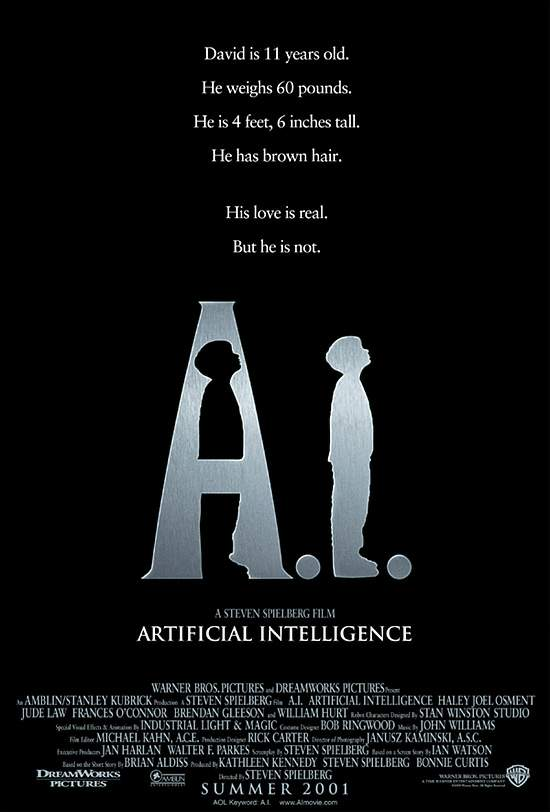 David is 11 years old.
He weighs 60 pounds.
He is 4 feet, 6 inches tall.
He has brown hair.
His love is real.
But he is not.
A.I.
A STEVEN SPIELBERG FILM
ARTIFICIAL INTELLIGENCE
WARNER BROS. PICTURES and DREAMWORKS PICTURES Present
An AMBLIN/STANLEY KUBRICK Production A STEVEN SPIELBERG Film A.I. ARTIFICIAL INTELLIGENCE HALEY JOEL OSMENT
JUDE LAW FRANCES O'CONNOR BRENDAN GLEESON and WILLIAM HURT Robot Characters Designed By STAN WINSTON STUDIO
Special Visual Effects & Animation By INDUSTRIAL LIGHT & MAGIC Costume Designer BOB RINGWOOD Music By JOHN WILLIAMS
Film Editor MICHAEL KAHN, A.C.E. Production Designer RICK CARTER Director of Photography JANUSZ KAMINSKI, A.S.C.
Executive Producers JAN HARLAN WALTER F. PARKES Screenplay By STEVEN SPIELBERG Based on a Screen Story By IAN WATSON
Based on the Short Story By BRIAN ALDISS Produced By KATHLEEN KENNEDY STEVEN SPIELBERG BONNIE CURTIS
DREAMWORKS PICTURES
AMBLIN
Directed By STEVEN SPIELBERG
WARNER BROS. PICTURES
WB
SUMMER 2001
AOL Keyword: A.I. www.AImovie.com